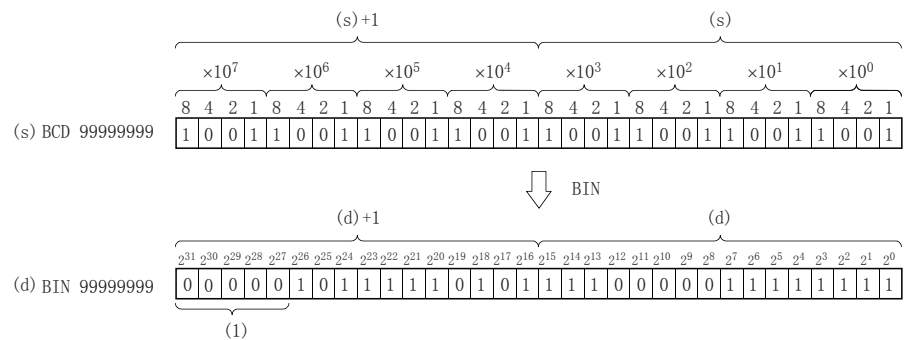 (s)+1 (s)
×10⁷ ×10⁶ ×10⁵ ×10⁴ ×10³ ×10² ×10¹ ×10⁰
8 4 2 1 8 4 2 1 8 4 2 1 8 4 2 1 8 4 2 1 8 4 2 1 8 4 2 1 8 4 2 1
(s) BCD 99999999 1 0 0 1 1 0 0 1 1 0 0 1 1 0 0 1 1 0 0 1 1 0 0 1 1 0 0 1 1 0 0 1
BIN
(d)+1 (d)
2³¹ 2³⁰ 2²⁹ 2²⁸ 2²⁷ 2²⁶ 2²⁵ 2²⁴ 2²³ 2²² 2²¹ 2²⁰ 2¹⁹ 2¹⁸ 2¹⁷ 2¹⁶ 2¹⁵ 2¹⁴ 2¹³ 2¹² 2¹¹ 2¹⁰ 2⁹ 2⁸ 2⁷ 2⁶ 2⁵ 2⁴ 2³ 2² 2¹ 2⁰
(d) BIN 99999999 0 0 0 0 0 1 0 1 1 1 1 1 0 1 0 1 1 1 1 0 0 0 0 0 1 1 1 1 1 1 1 1
(1)